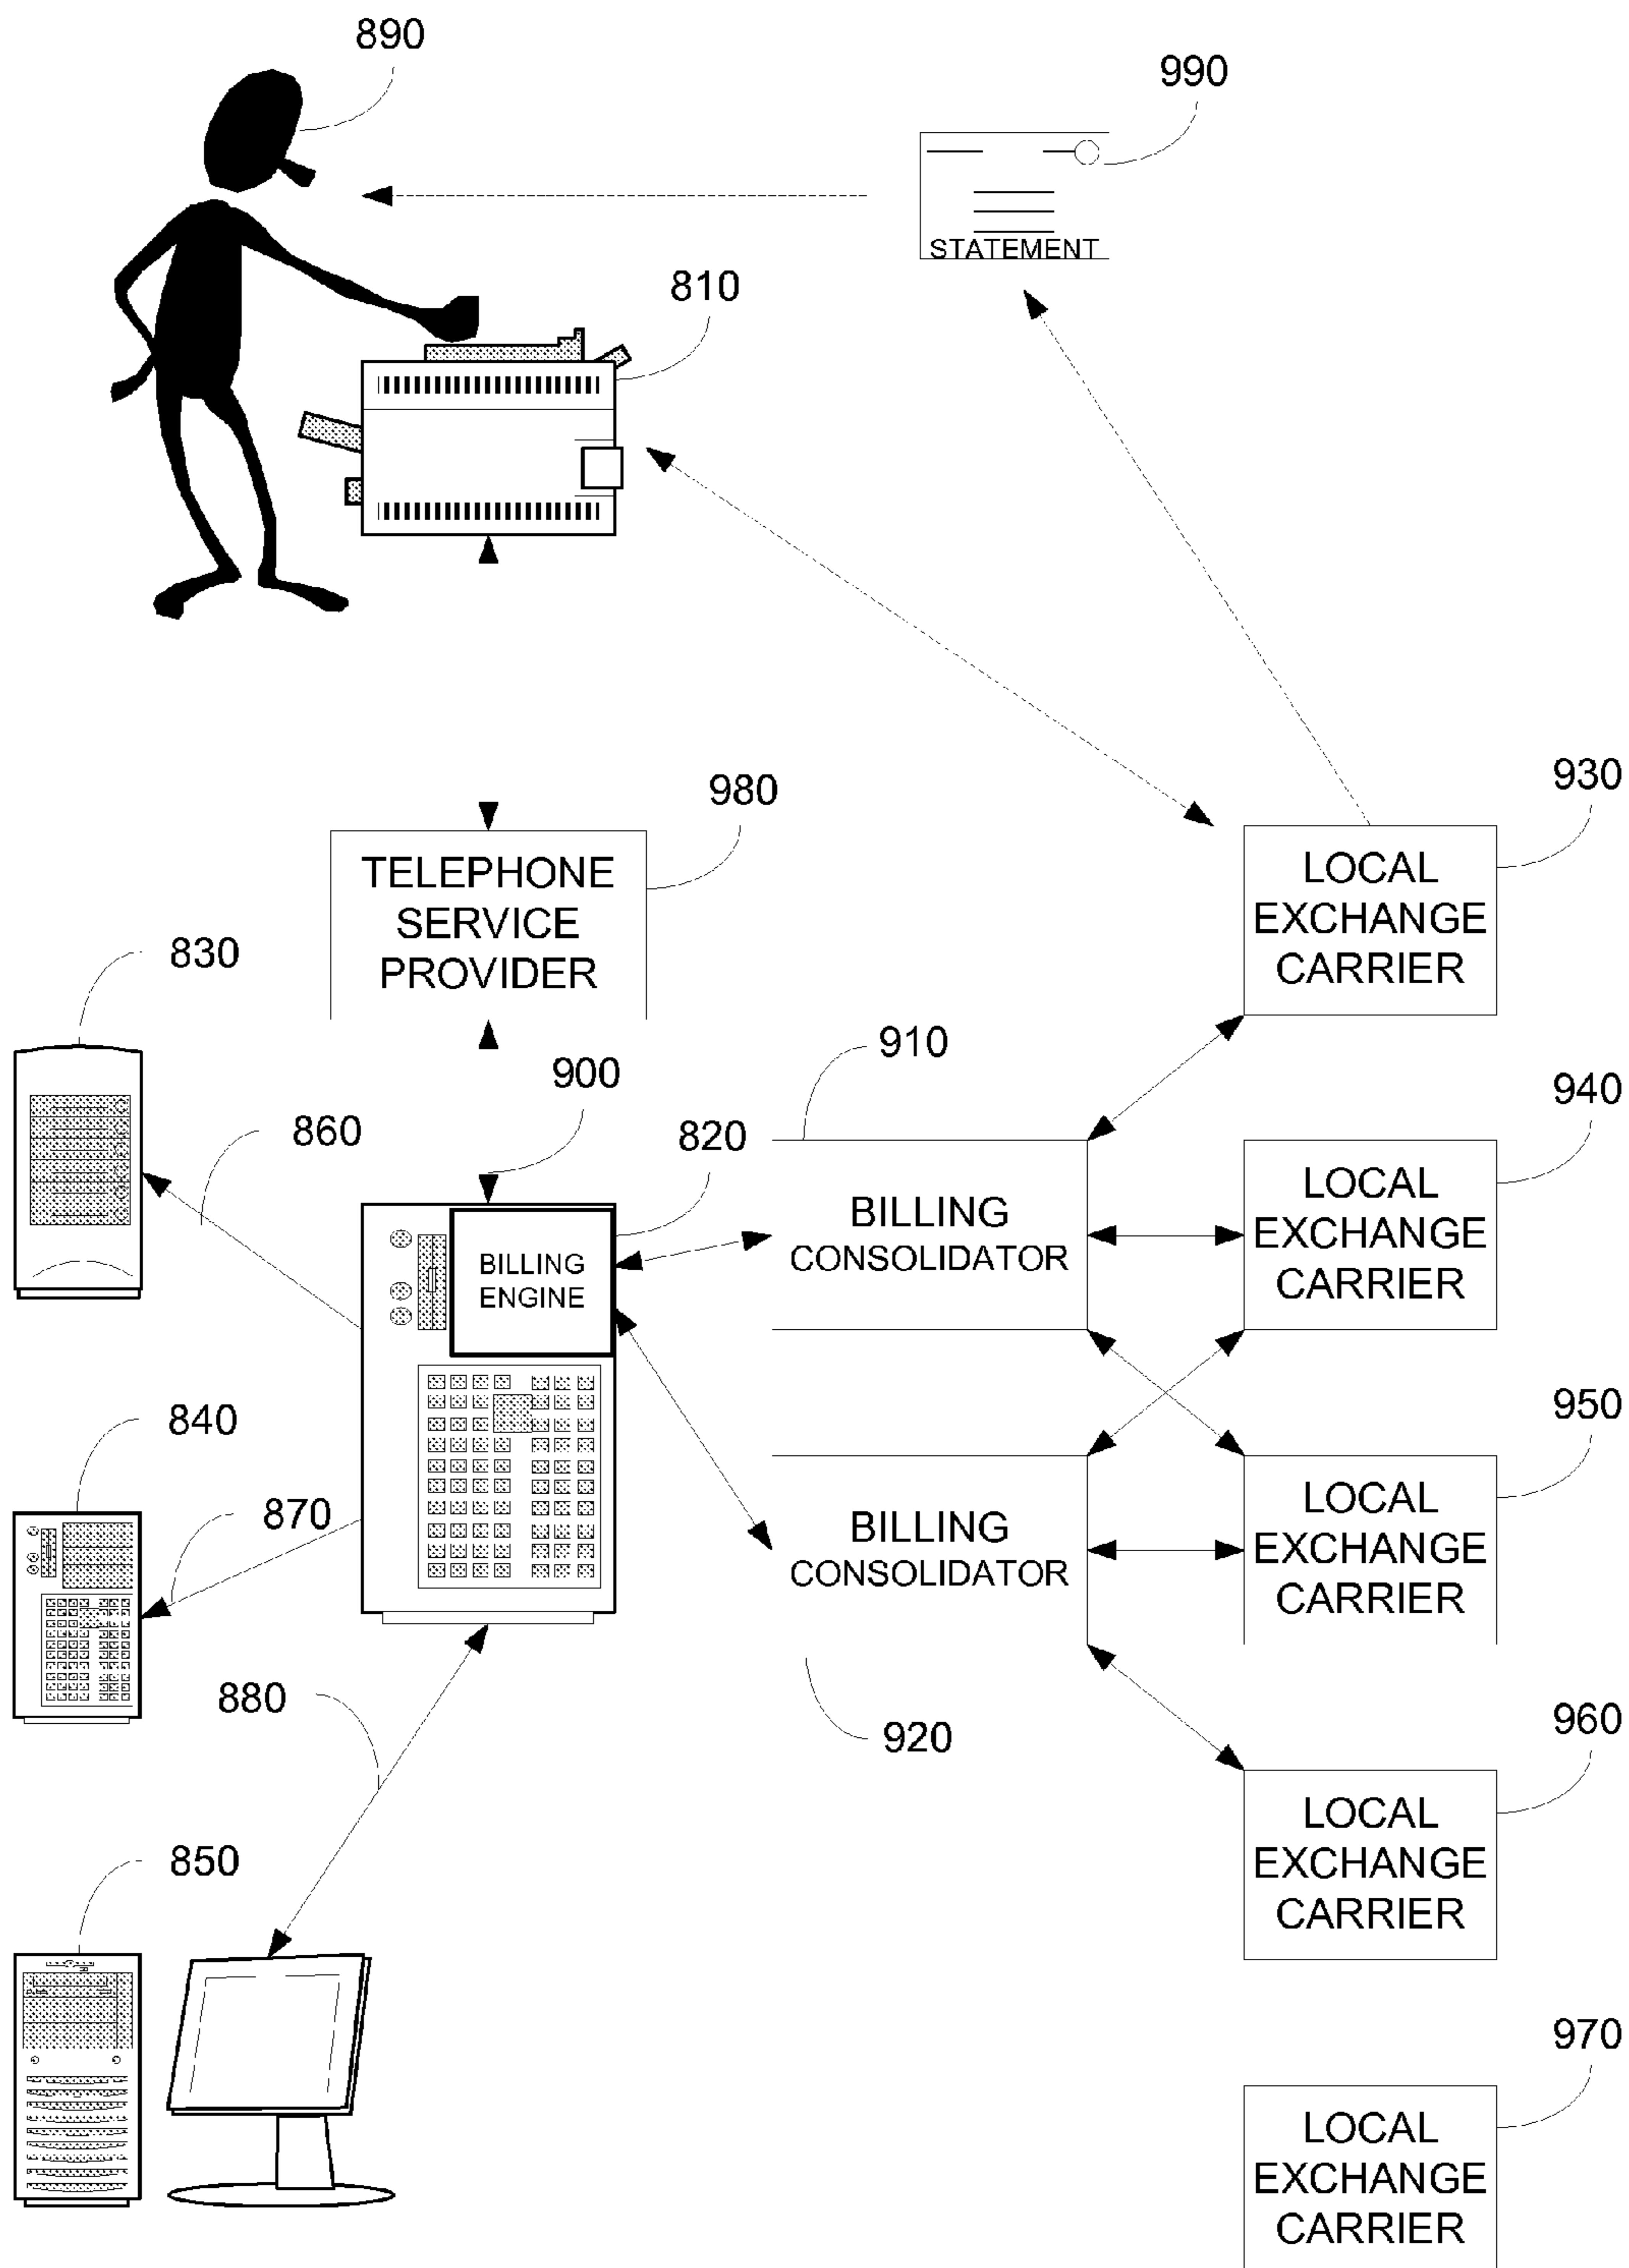 890
990
STATEMENT
810
930
980
TELEPHONE
SERVICE
PROVIDER
LOCAL
EXCHANGE
CARRIER
830
910
900
940
860
820
BILLING
CONSOLIDATOR
LOCAL
EXCHANGE
CARRIER
BILLING
ENGINE
840
950
870
BILLING
CONSOLIDATOR
LOCAL
EXCHANGE
CARRIER
880
920
960
850
LOCAL
EXCHANGE
CARRIER
970
LOCAL
EXCHANGE
CARRIER